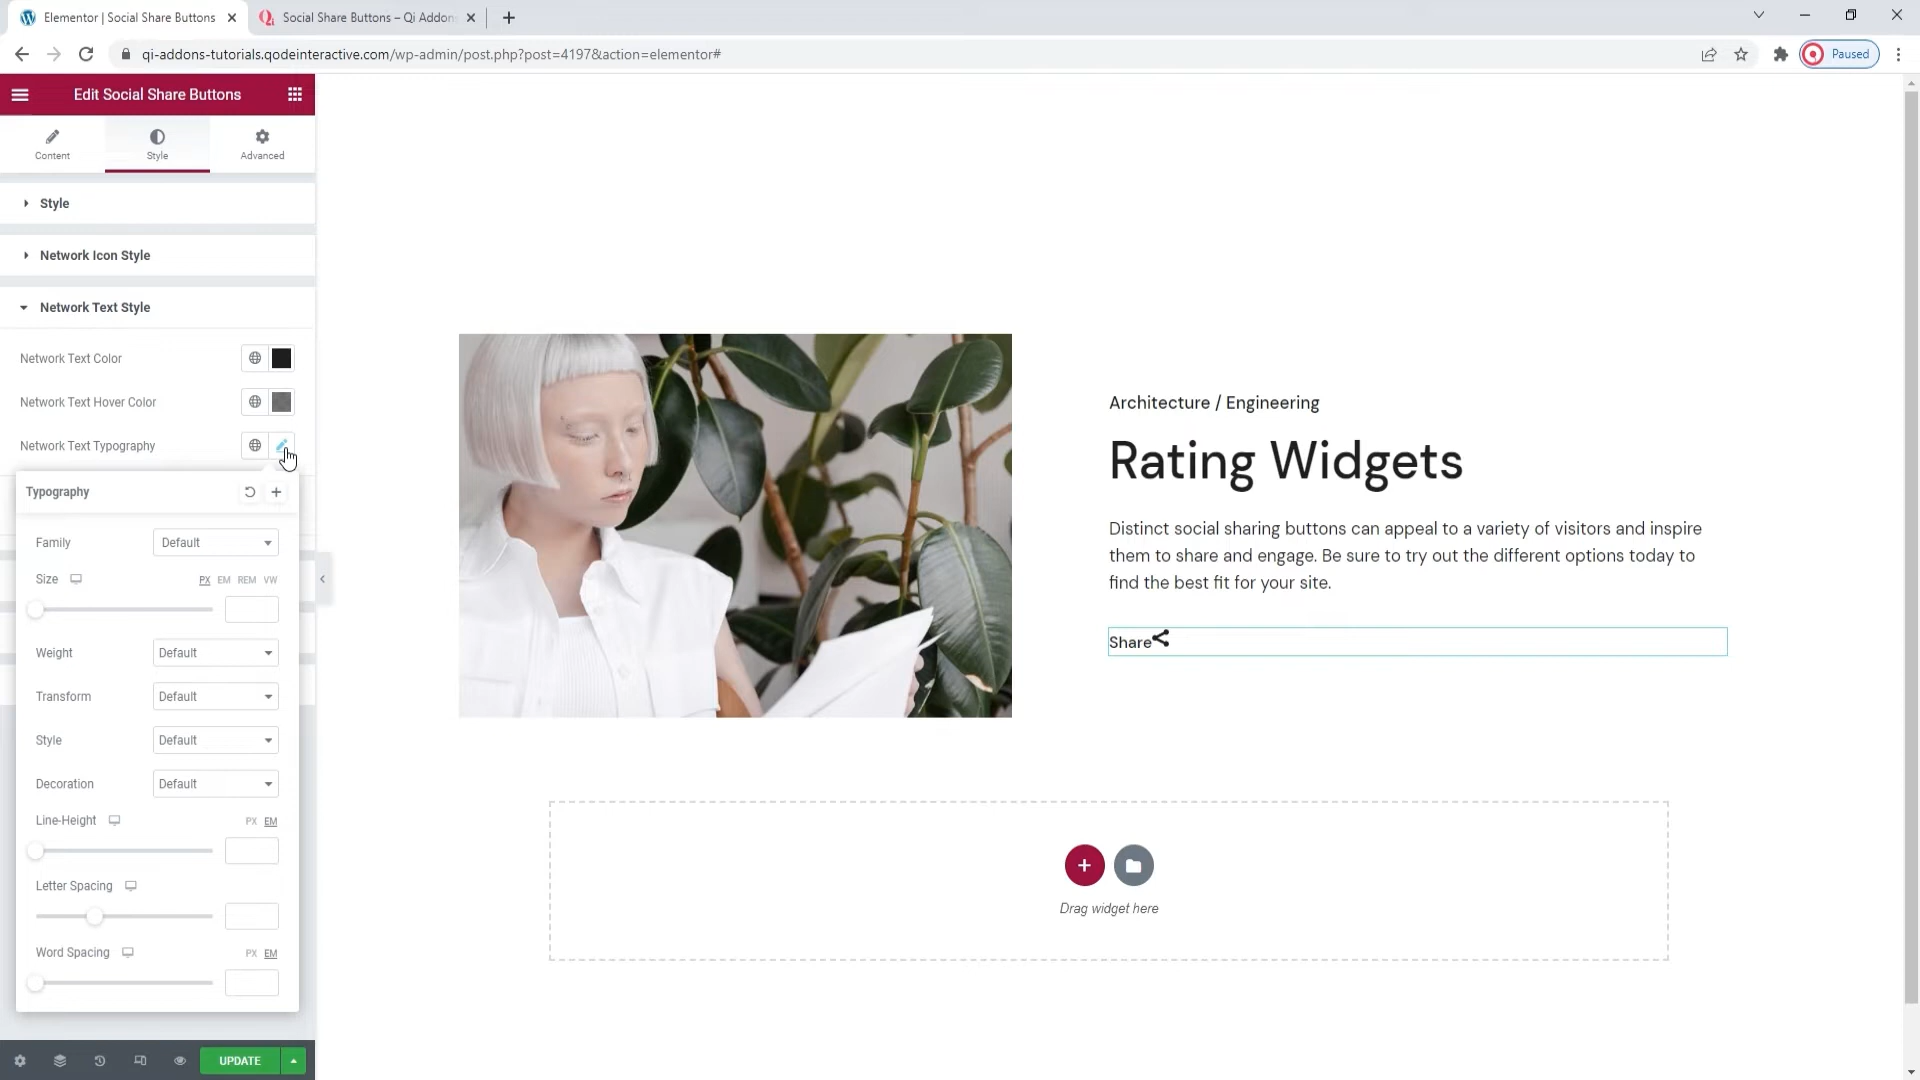 Elementor | Social Share Buttons
Social Share Buttons – Qi Addons
qi-addons-tutorials.qodeinteractive.com/wp-admin/post.php?post=4197&action=elementor#
Paused
Edit Social Share Buttons
Content
Style
Advanced
Style
Network Icon Style
Network Text Style
Network Text Color
Network Text Hover Color
Network Text Typography
Typography
Family
Default
Size
PX EM REM VW
Weight
Default
Transform
Default
Style
Default
Decoration
Default
Line-Height
PX EM
Letter Spacing
Word Spacing
PX EM
UPDATE
Architecture / Engineering
Rating Widgets
Distinct social sharing buttons can appeal to a variety of visitors and inspire
them to share and engage. Be sure to try out the different options today to
find the best fit for your site.
Share
Drag widget here